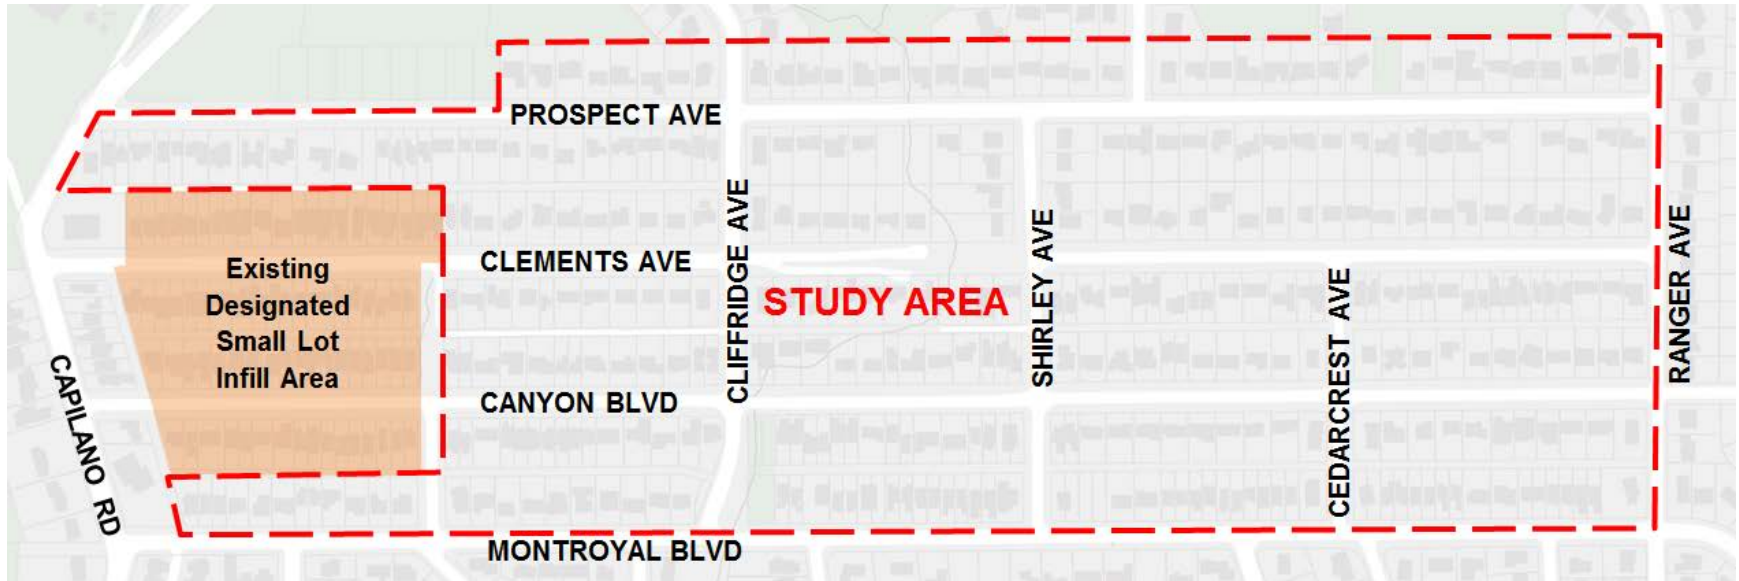 PROSPECT AVE
CLIFFRIDGE AVE
SHIRLEY AVE
RANGER AVE
CLEMENTS AVE
Existing
Designated
Small Lot
Infill Area
STUDY AREA
CEDARCREST AVE
CAPILANO RD
CANYON BLVD
MONTROYAL BLVD